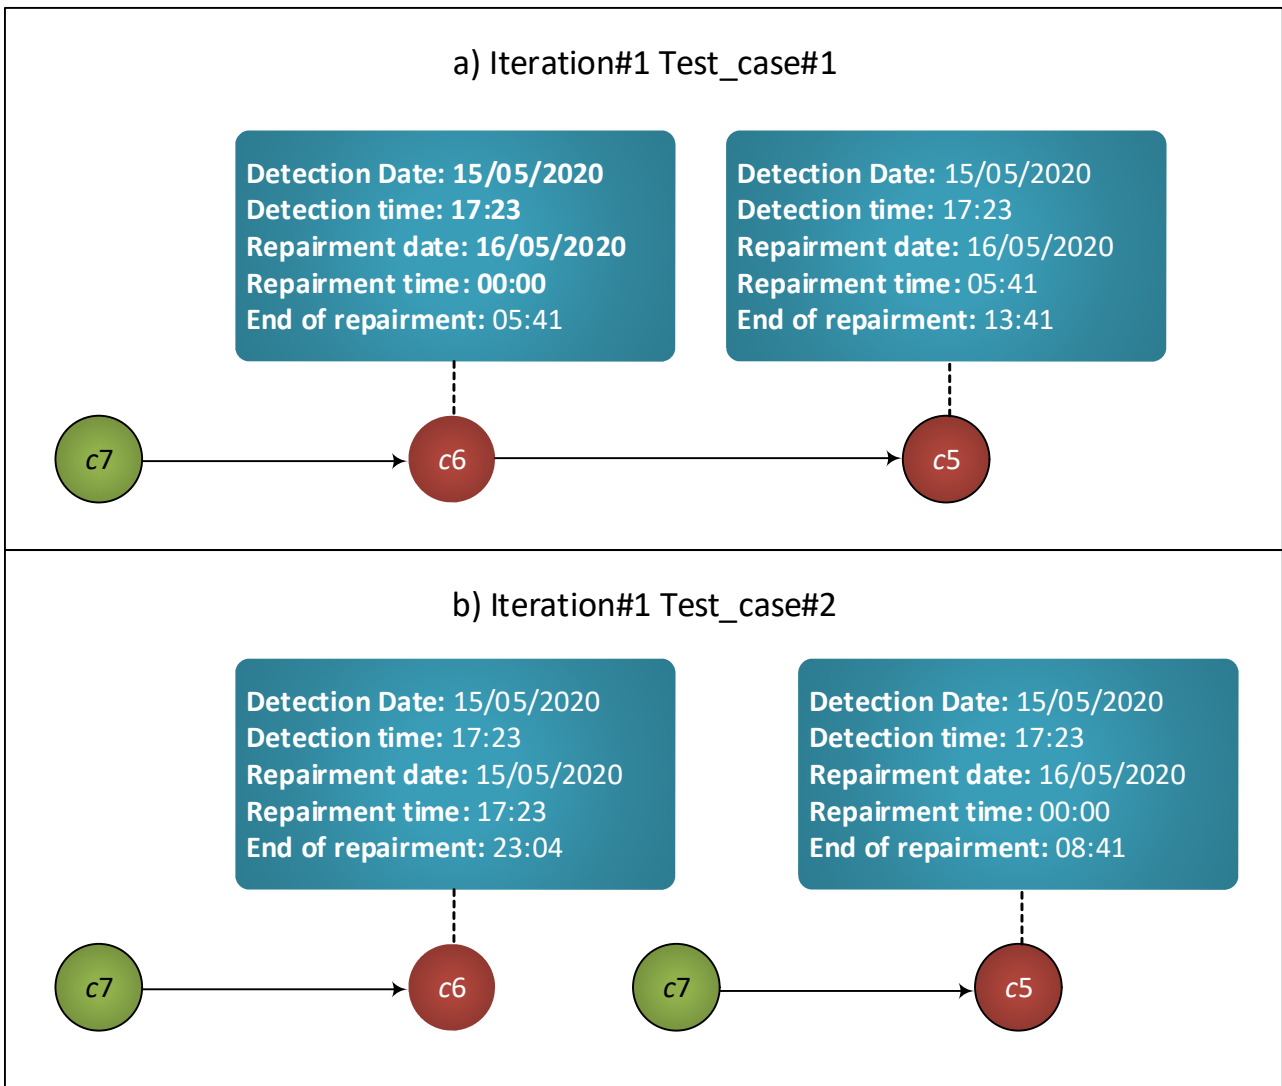 a) Iteration#1 Test_case#1
Detection Date: 15/05/2020
Detection time: 17:23
Repairment date: 16/05/2020
Repairment time: 00:00
End of repairment: 05:41
Detection Date: 15/05/2020
Detection time: 17:23
Repairment date: 16/05/2020
Repairment time: 05:41
End of repairment: 13:41
c7
c6
c5
b) Iteration#1 Test_case#2
Detection Date: 15/05/2020
Detection time: 17:23
Repairment date: 15/05/2020
Repairment time: 17:23
End of repairment: 23:04
Detection Date: 15/05/2020
Detection time: 17:23
Repairment date: 16/05/2020
Repairment time: 00:00
End of repairment: 08:41
c7
c6
c7
c5